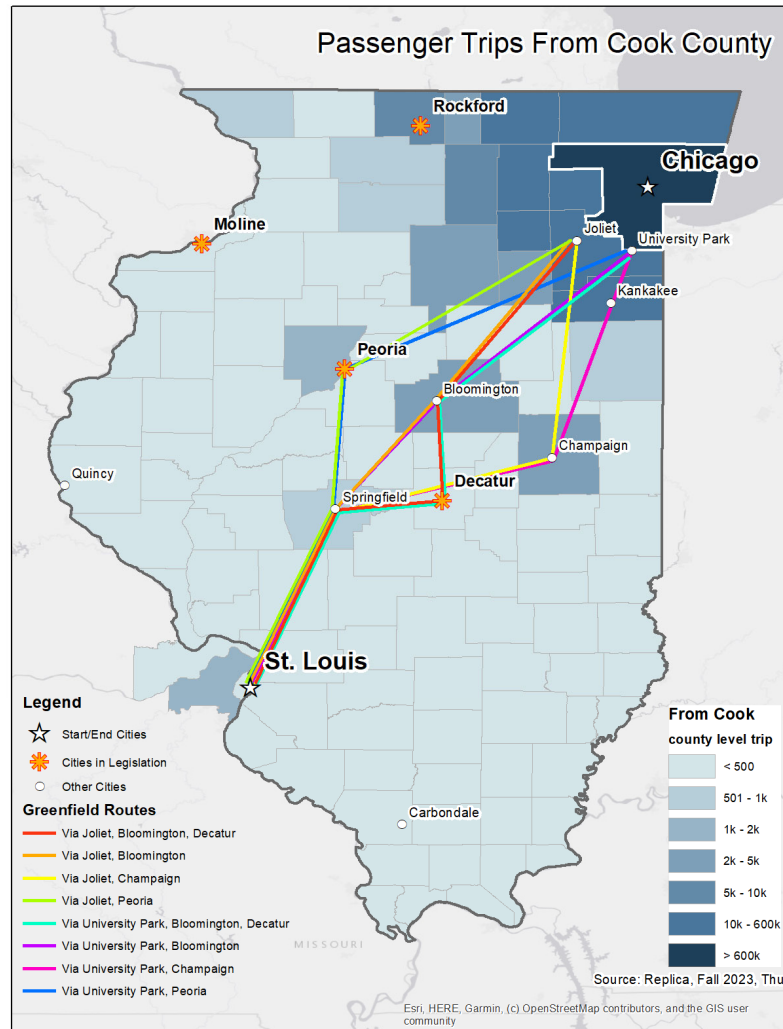 Passenger Trips From Cook County
Rockford
Chicago
Moline
Joliet
University Park
Kankakee
Peoria
Bloomington
Champaign
Quincy
Springfield
Decatur
St. Louis
Carbondale
MISSOURI
Legend
Start/End Cities
Cities in Legislation
Other Cities
Greenfield Routes
Via Joliet, Bloomington, Decatur
Via Joliet, Bloomington
Via Joliet, Champaign
Via Joliet, Peoria
Via University Park, Bloomington, Decatur
Via University Park, Bloomington
Via University Park, Champaign
Via University Park, Peoria
From Cook
county level trip
< 500
501 - 1k
1k - 2k
2k - 5k
5k - 10k
10k - 600k
> 600k
Source: Replica, Fall 2023, Thu
Esri, HERE, Garmin, (c) OpenStreetMap contributors, and the GIS user
community